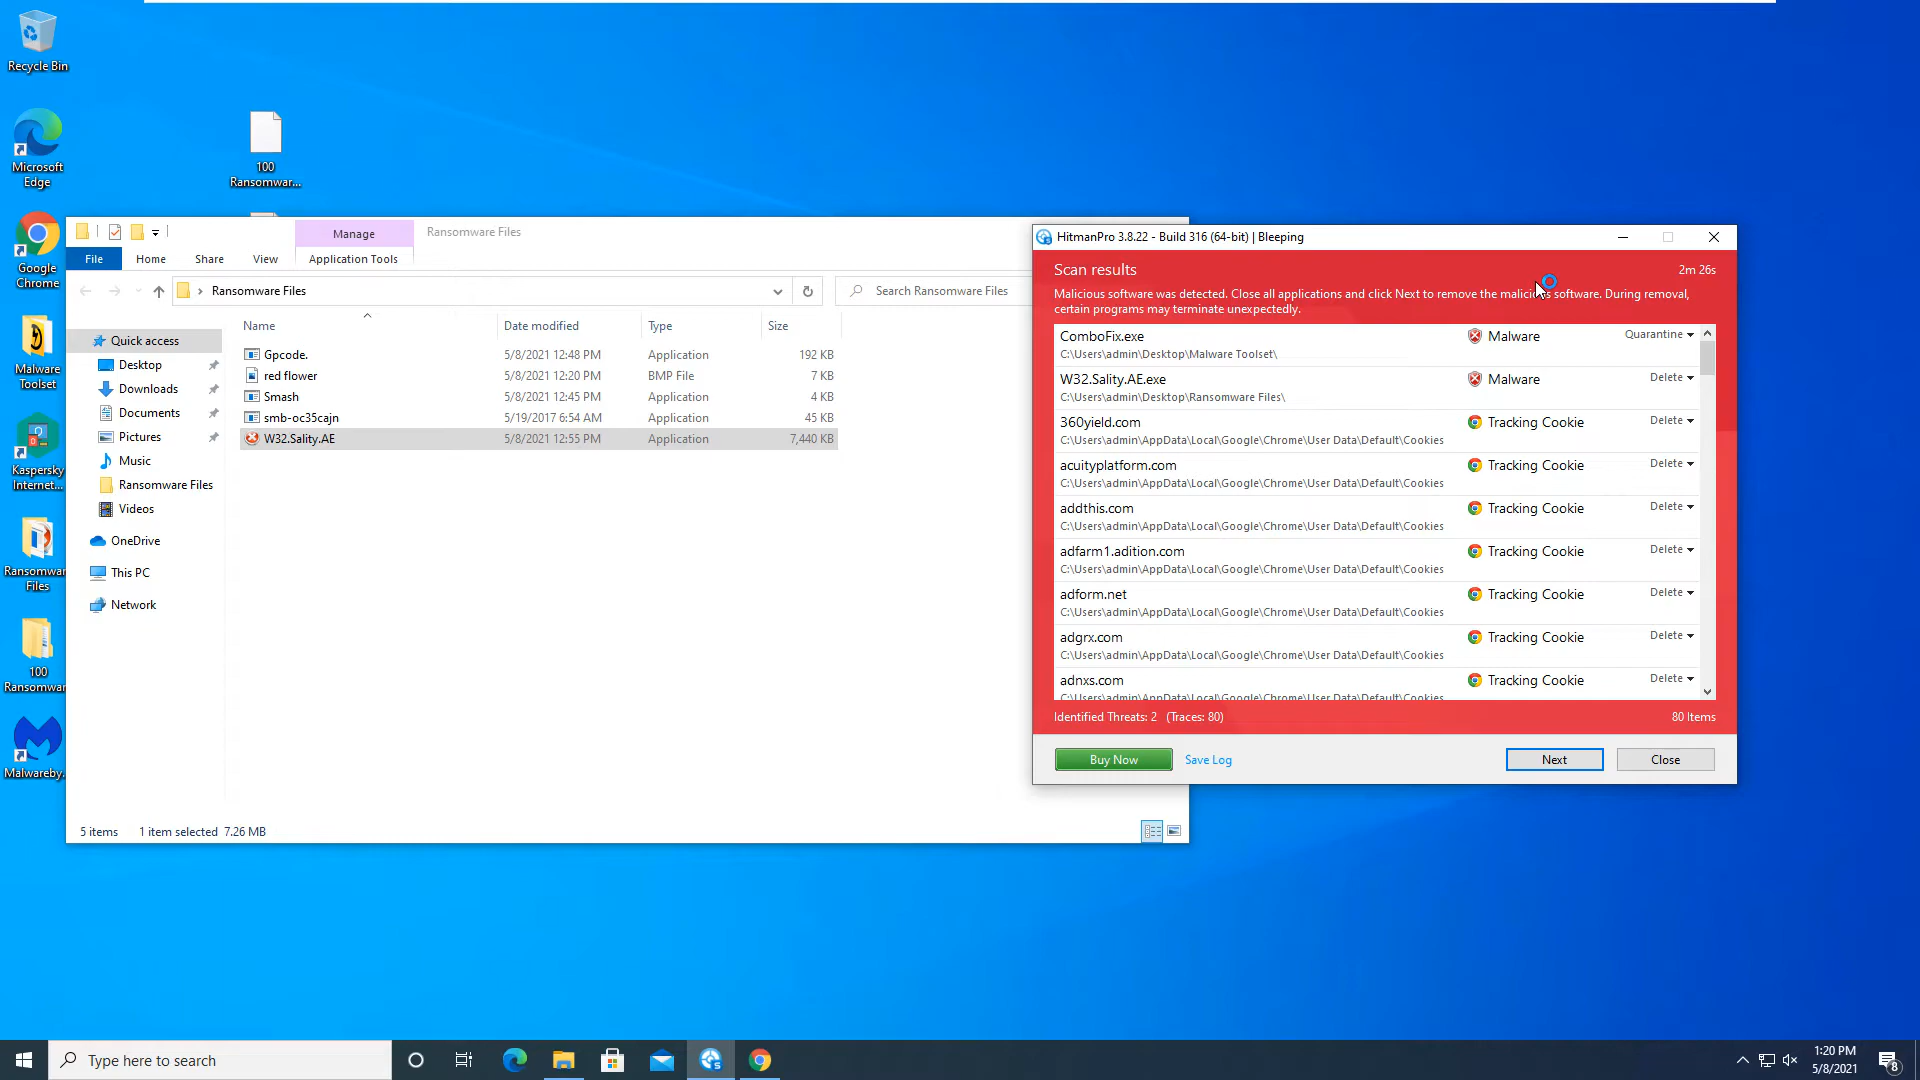 Recycle Bin
Microsoft
Edge
Google
Chrome
Malware
Toolset
Kaspersky
Internet...
Ransomwar
Files
100
Ransomwar
Malwareby.
100
Ransomwar...
Manage
Ransomware Files
File
Home
Share
View
Application Tools
Ransomware Files
Search Ransomware Files
Quick access
Desktop
Downloads
Documents
Pictures
Music
Ransomware Files
Videos
OneDrive
This PC
Network
Name
Date modified
Type
Size
Gpcode. 5/8/2021 12:48 PM Application 192 KB
red flower 5/8/2021 12:20 PM BMP File 7 KB
Smash 5/8/2021 12:45 PM Application 4 KB
smb-oc35cajn 5/19/2017 6:54 AM Application 45 KB
W32.Sality.AE 5/8/2021 12:55 PM Application 7,440 KB
5 items 1 item selected 7.26 MB
HitmanPro 3.8.22 - Build 316 (64-bit) | Bleeping
Scan results 2m 26s
Malicious software was detected. Close all applications and click Next to remove the malicious software. During removal,
certain programs may terminate unexpectedly.
ComboFix.exe Malware Quarantine
C:\Users\admin\Desktop\Malware Toolset\
W32.Sality.AE.exe Malware Delete
C:\Users\admin\Desktop\Ransomware Files\
360yield.com Tracking Cookie Delete
C:\Users\admin\AppData\Local\Google\Chrome\User Data\Default\Cookies
acuityplatform.com Tracking Cookie Delete
C:\Users\admin\AppData\Local\Google\Chrome\User Data\Default\Cookies
addthis.com Tracking Cookie Delete
C:\Users\admin\AppData\Local\Google\Chrome\User Data\Default\Cookies
adfarm1.adition.com Tracking Cookie Delete
C:\Users\admin\AppData\Local\Google\Chrome\User Data\Default\Cookies
adform.net Tracking Cookie Delete
C:\Users\admin\AppData\Local\Google\Chrome\User Data\Default\Cookies
adgrx.com Tracking Cookie Delete
C:\Users\admin\AppData\Local\Google\Chrome\User Data\Default\Cookies
adnxs.com Tracking Cookie Delete
C:\Users\admin\AppData\Local\Google\Chrome\User Data\Default\Cookies
Identified Threats: 2 (Traces: 80) 80 Items
Buy Now
Save Log
Next
Close
Type here to search
1:20 PM
5/8/2021
8